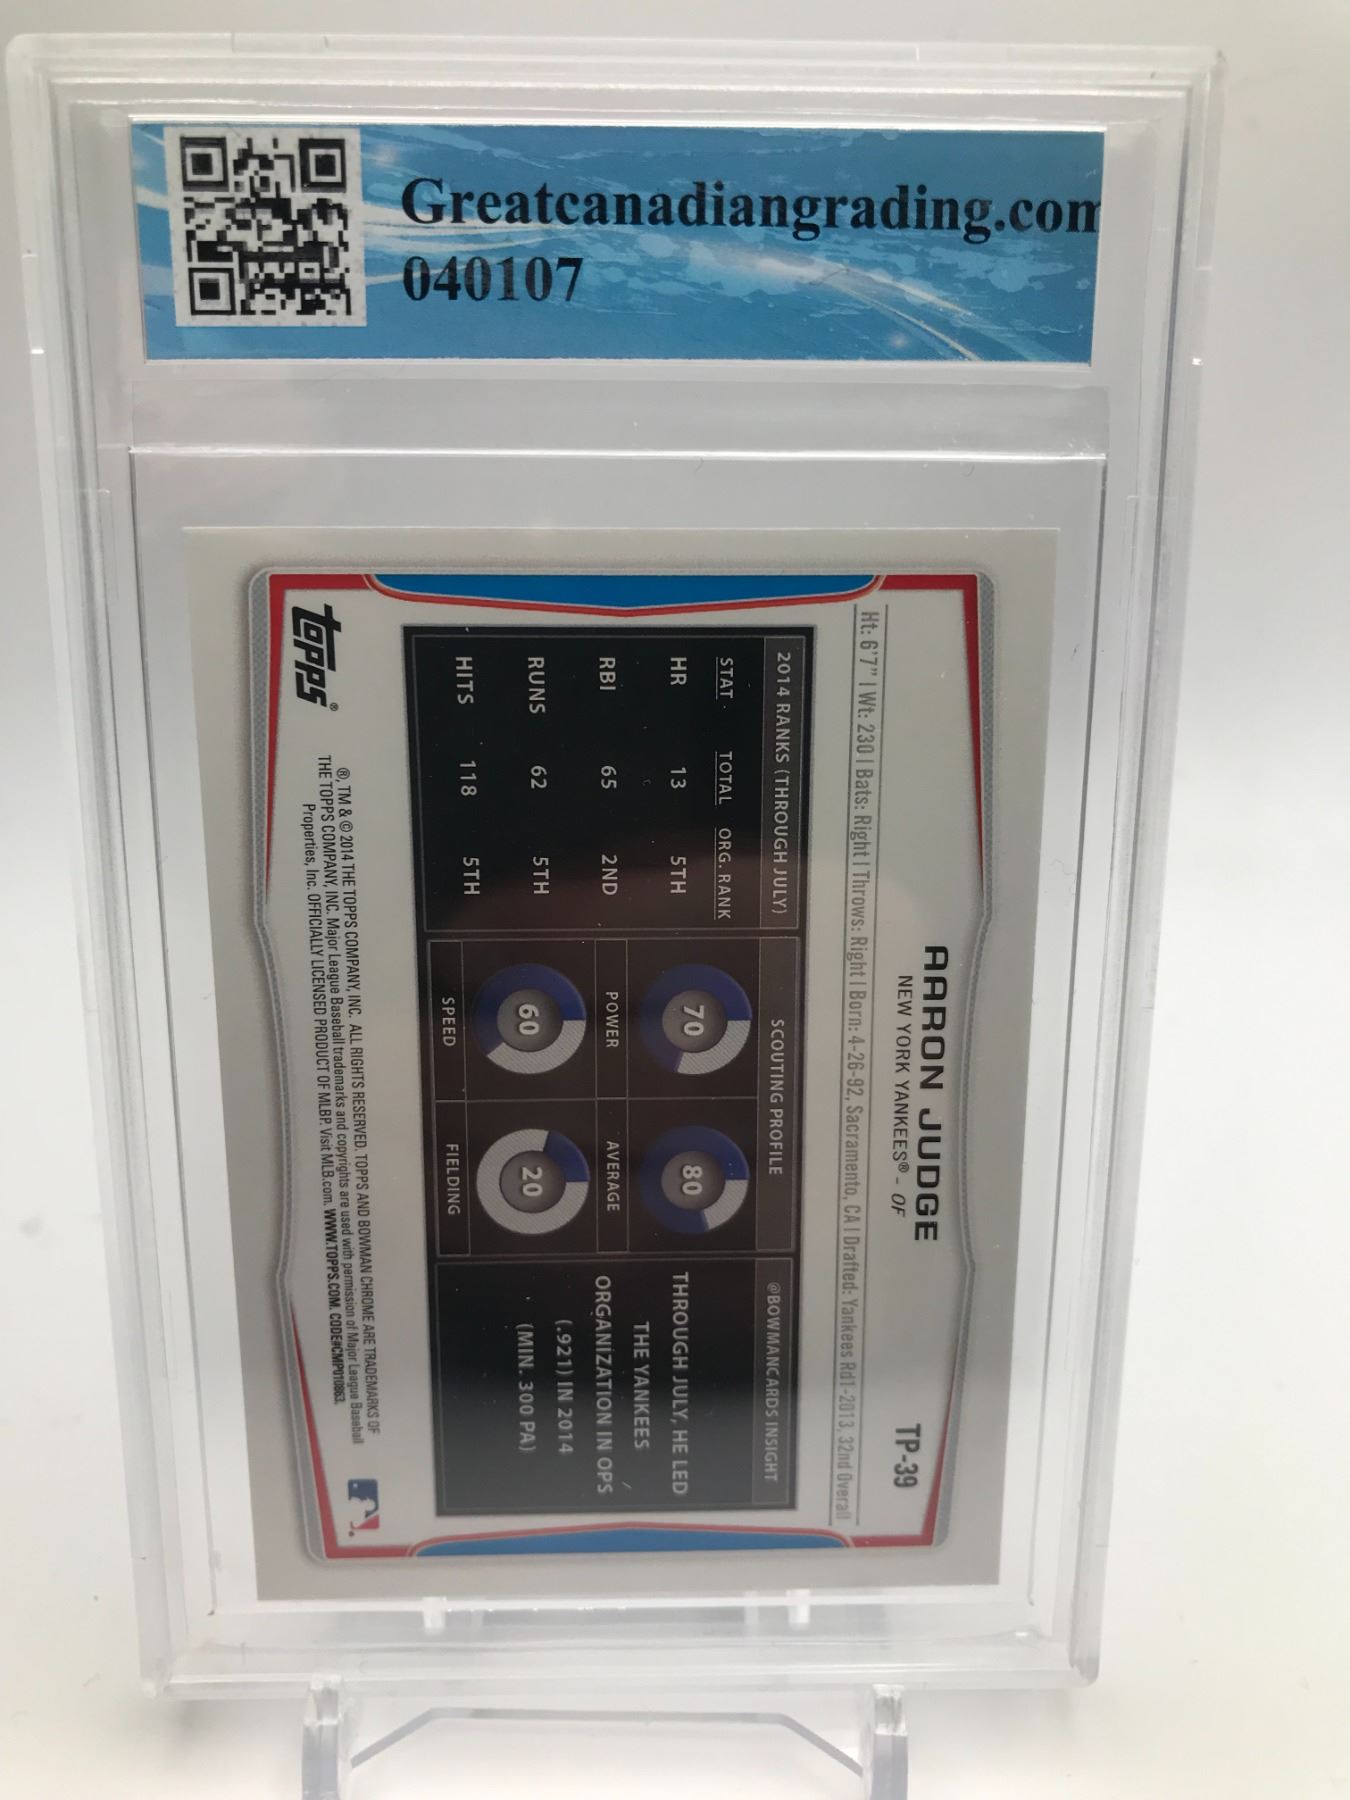 Greatcanadiangrading.com
040107
AARON JUDGE
NEW YORK YANKEES® - OF
TP-39
Ht: 6'7" | Wt: 230 | Bats: Right | Throws: Right | Born: 4-26-92, Sacramento, CA | Drafted: Yankees Rd1-2013, 32nd Overall
2014 RANKS (THROUGH JULY)
STAT TOTAL ORG. RANK
HR 13 5TH
RBI 65 2ND
RUNS 62 5TH
HITS 118 5TH
SCOUTING PROFILE
70 80
POWER AVERAGE
60 20
SPEED FIELDING
@BOWMANCARDS INSIGHT
THROUGH JULY, HE LED
THE YANKEES
ORGANIZATION IN OPS
(.921) IN 2014
(MIN. 300 PA)
topps®
®, TM & © 2014 THE TOPPS COMPANY, INC. ALL RIGHTS RESERVED. TOPPS AND BOWMAN CHROME ARE TRADEMARKS OF
THE TOPPS COMPANY, INC. Major League Baseball trademarks and copyrights are used with permission of Major League Baseball
Properties, Inc. OFFICIALLY LICENSED PRODUCT OF MLBP. Visit MLB.com. WWW.TOPPS.COM. CODE#CMP010863.